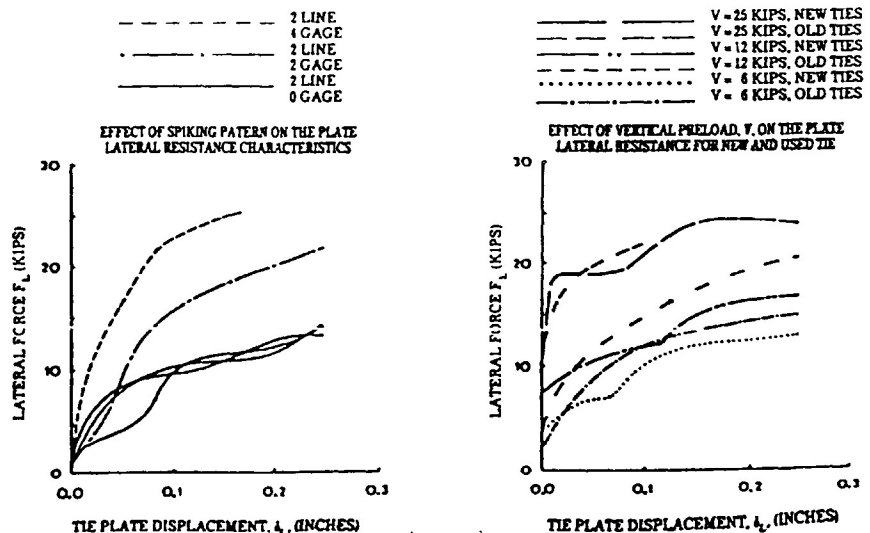 2 LINE
4 GAGE
2 LINE
2 GAGE
2 LINE
0 GAGE
EFFECT OF SPIKING PATERN ON THE PLATE
LATERAL RESISTANCE CHARACTERISTICS
30
20
10
0
0.0 0.1 0.2 0.3
LATERAL FORCE F_L (KIPS)
TIE PLATE DISPLACEMENT, δ_L, (INCHES)
V = 25 KIPS, NEW TIES
V = 25 KIPS, OLD TIES
V = 12 KIPS, NEW TIES
V = 12 KIPS, OLD TIES
V = 6 KIPS, NEW TIES
V = 6 KIPS, OLD TIES
EFFECT OF VERTICAL PRELOAD, V, ON THE PLATE
LATERAL RESISTANCE FOR NEW AND USED TIE
30
20
10
0
0.0 0.1 0.2 0.3
LATERAL FORCE F_L (KIPS)
TIE PLATE DISPLACEMENT, δ_L, (INCHES)